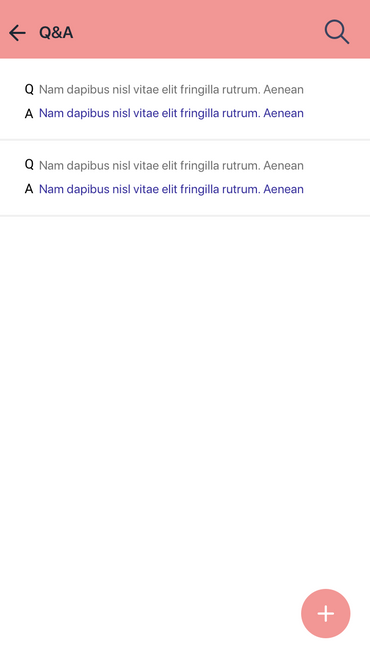 Q&A
Q Nam dapibus nisl vitae elit fringilla rutrum. Aenean
A Nam dapibus nisl vitae elit fringilla rutrum. Aenean
Q Nam dapibus nisl vitae elit fringilla rutrum. Aenean
A Nam dapibus nisl vitae elit fringilla rutrum. Aenean